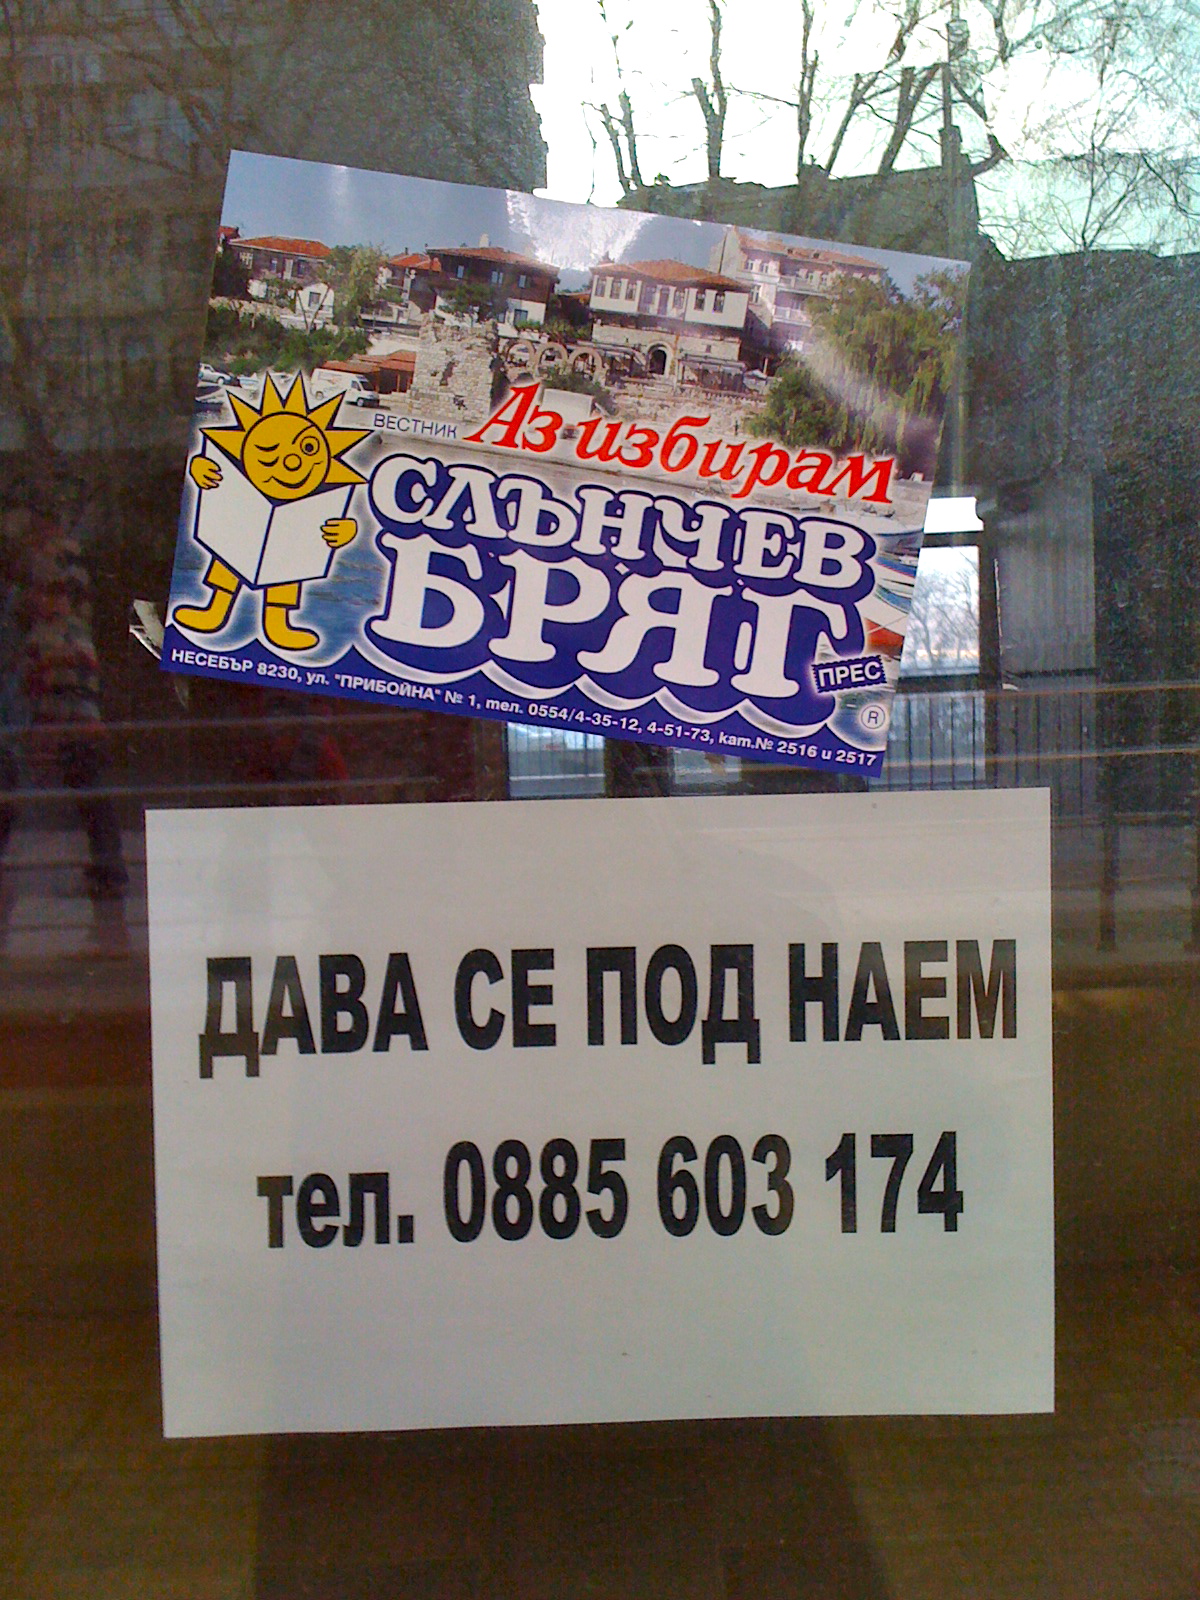 Аз избирам
ВЕСТНИК
СЛЪНЧЕВ
БРЯГ
ПРЕС
®
НЕСЕБЪР 8230, ул. "ПРИБОЙНА" № 1, тел. 0554/4-35-12, 4-51-73, кат.№ 2516 и 2517
ДАВА СЕ ПОД НАЕМ
тел. 0885 603 174